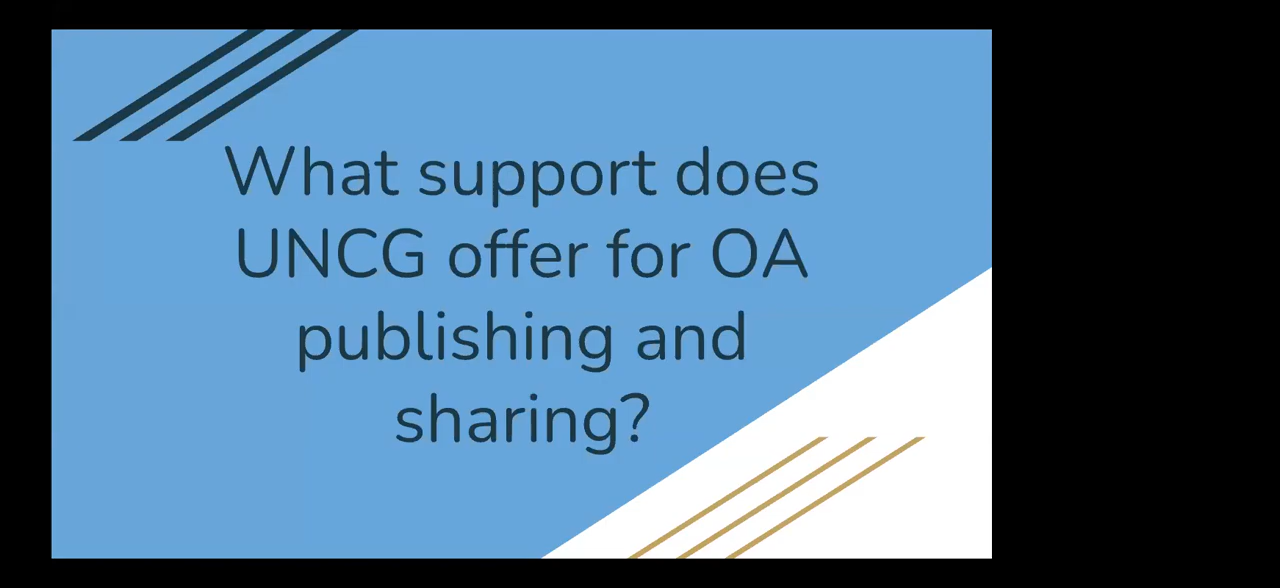 What support does
UNCG offer for OA
publishing and
sharing?